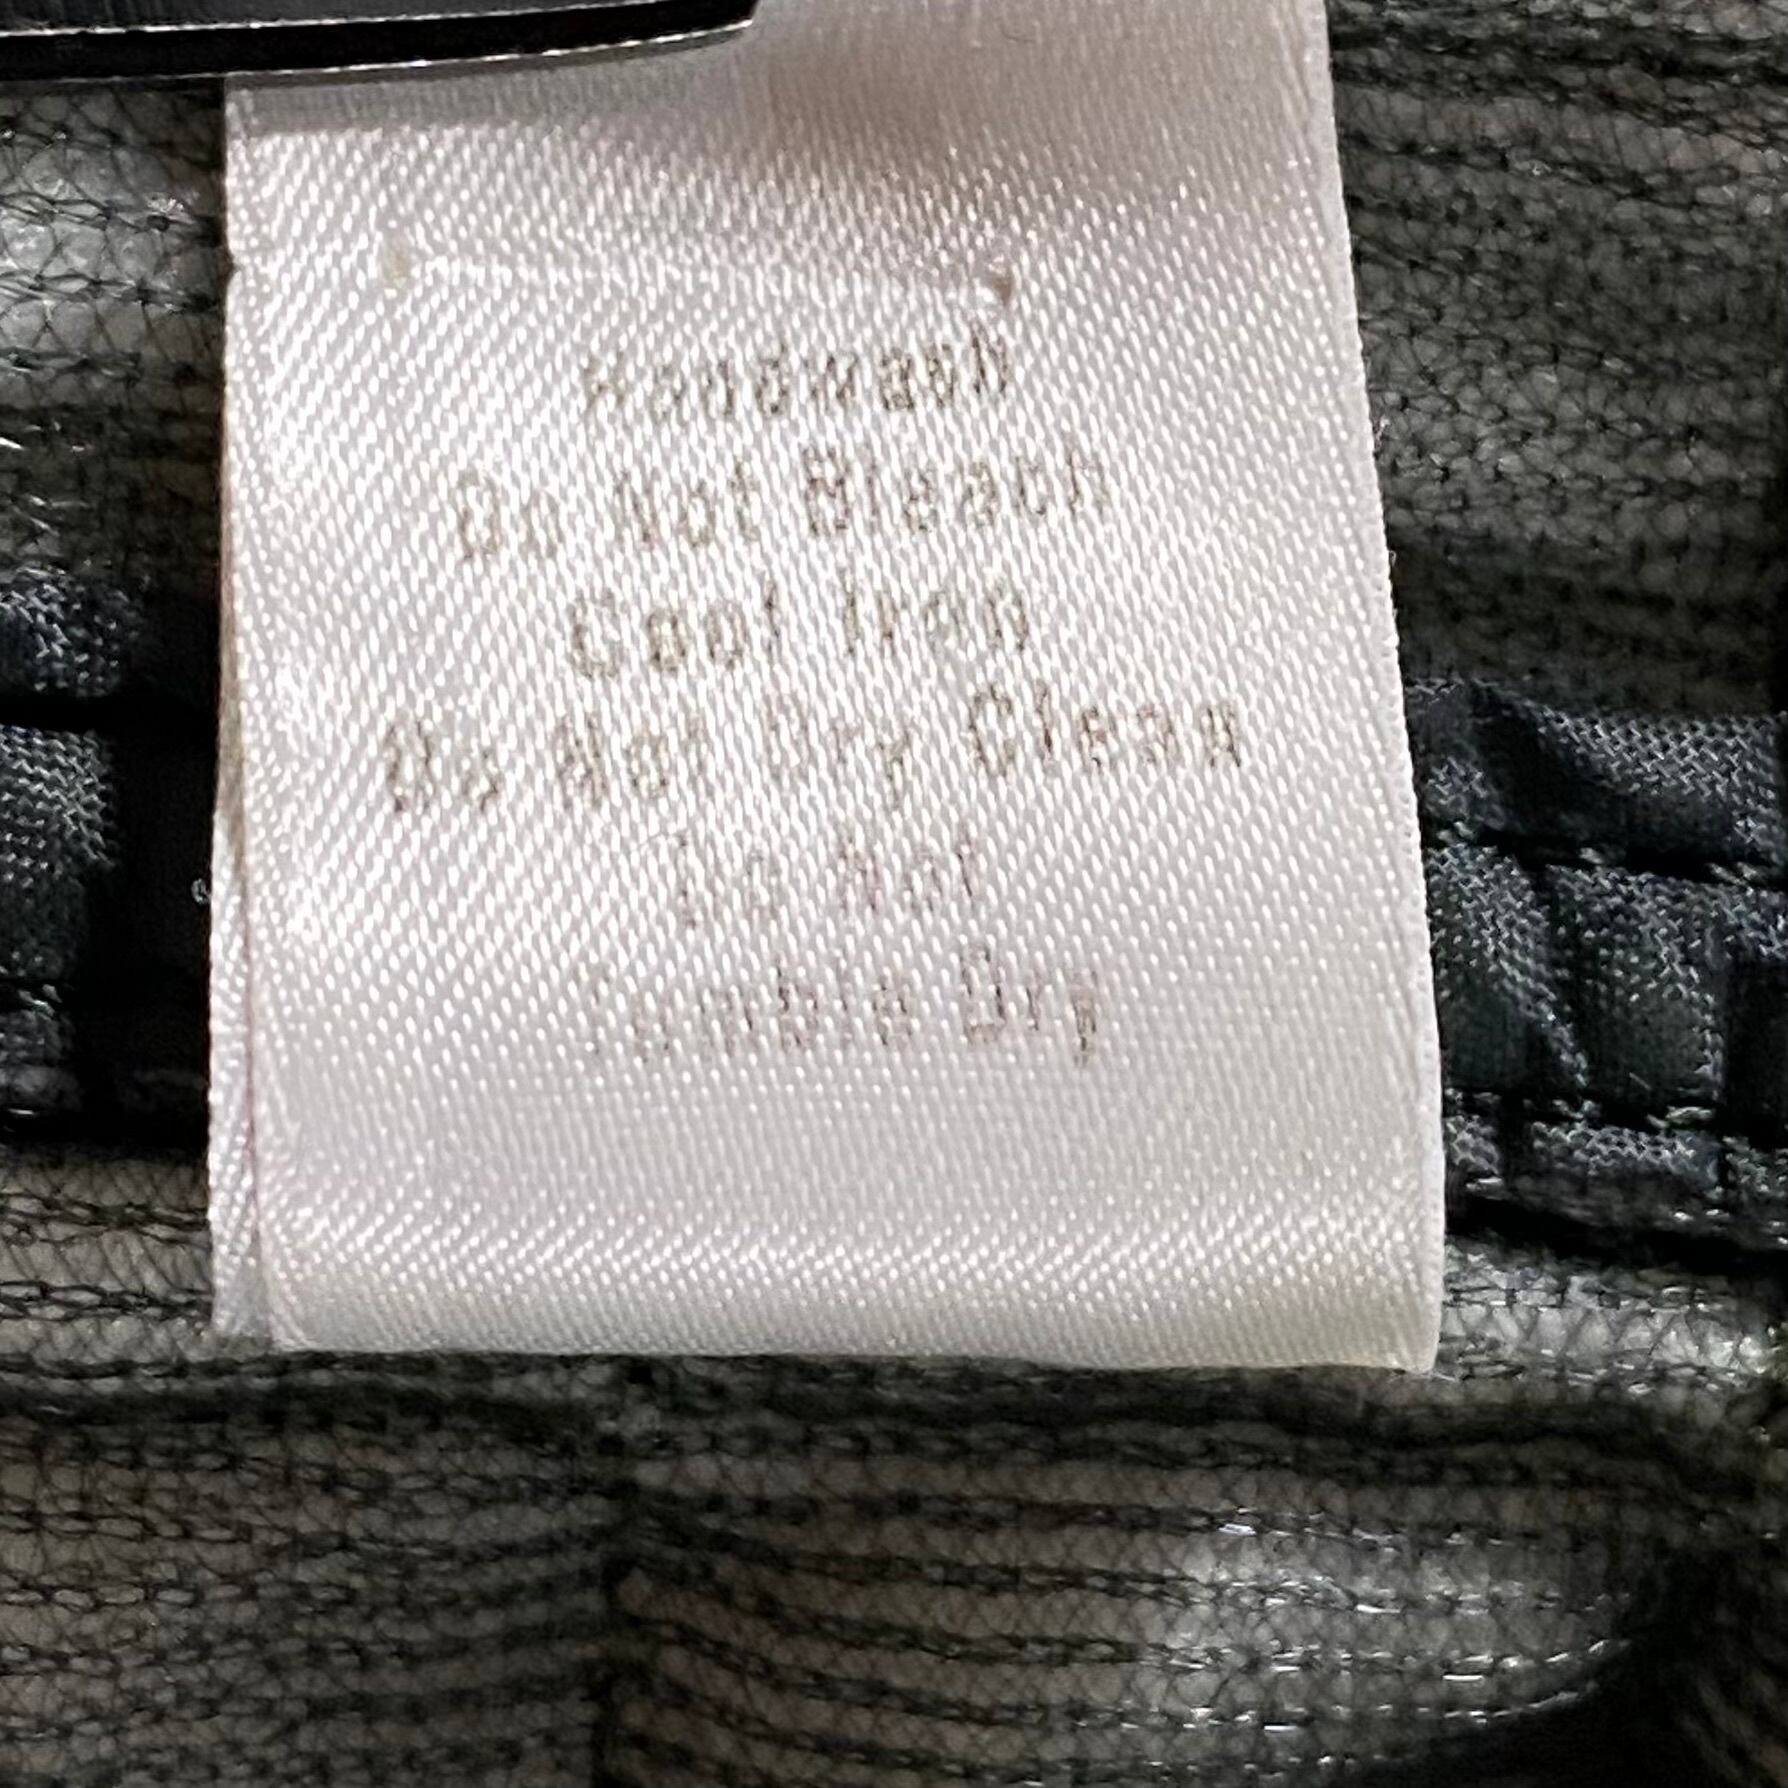 Handwash
Do Not Bleach
Cool Iron
Do Not Dry Clean
Do Not
Tumble Dry